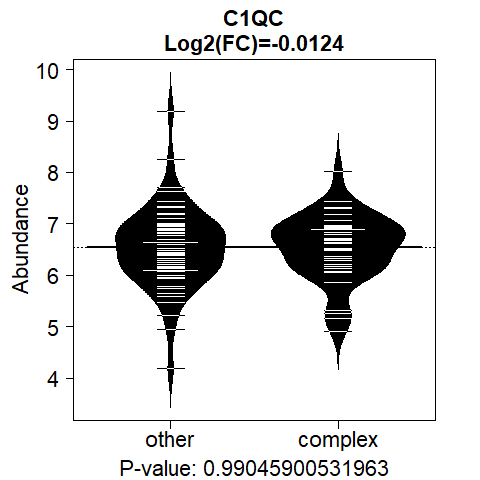 C1QC
Log2(FC)=-0.0124
Abundance
10
9
8
7
6
5
4
other complex
P-value: 0.99045900531963